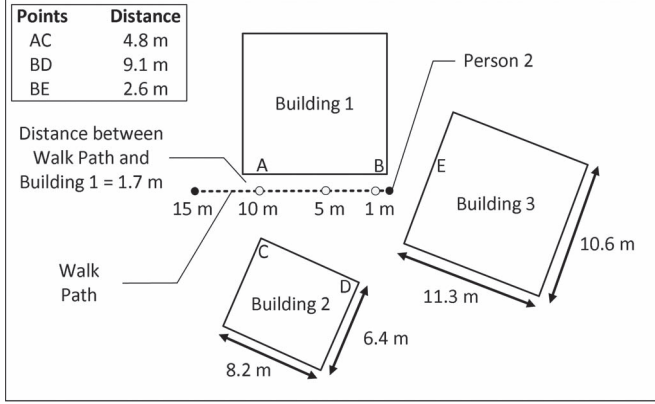 Points Distance
AC 4.8 m
BD 9.1 m
BE 2.6 m
Person 2
Building 1
Distance between
Walk Path and
Building 1 = 1.7 m
A B E
15 m 10 m 5 m 1 m
Building 3
10.6 m
C
Walk
Path
D
Building 2
11.3 m
6.4 m
8.2 m